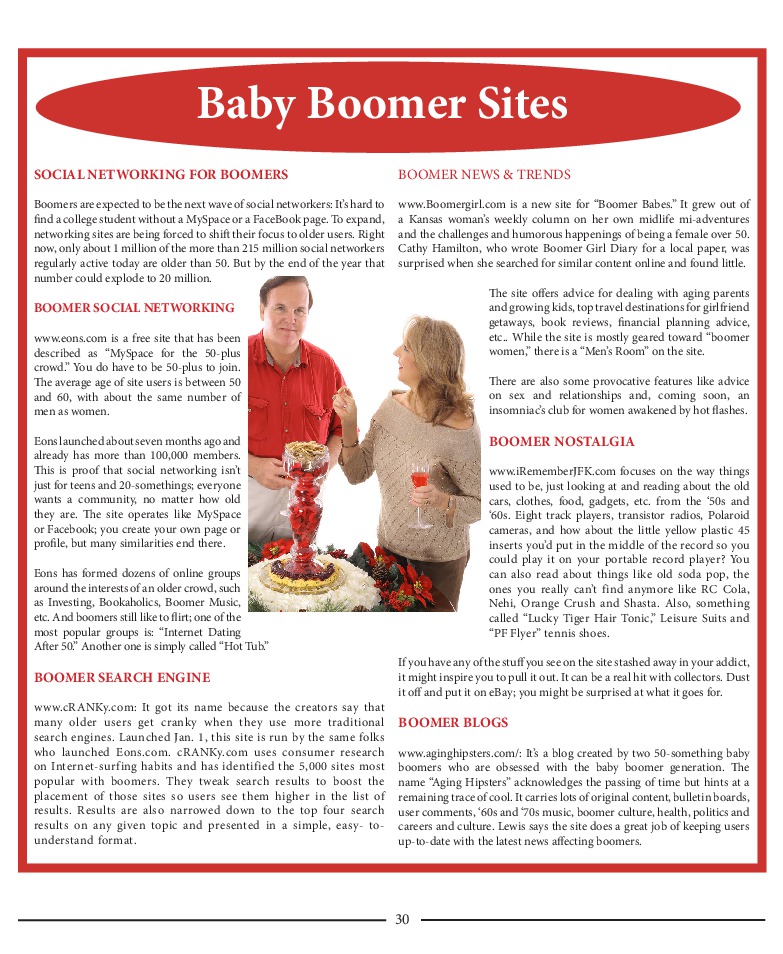 Baby Boomer Sites
SOCIAL NETWORKING FOR BOOMERS
Boomers are expected to be the next wave of social networkers: It's hard to
find a college student without a MySpace or a FaceBook page. To expand,
networking sites are being forced to shift their focus to older users. Right
now, only about 1 million of the more than 215 million social networkers
regularly active today are older than 50. But by the end of the year that
number could explode to 20 million.
BOOMER SOCIAL NETWORKING
www.eons.com is a free site that has been
described as “MySpace for the 50-plus
crowd.” You do have to be 50-plus to join.
The average age of site users is between 50
and 60, with about the same number of
men as women.
Eons launched about seven months ago and
already has more than 100,000 members.
This is proof that social networking isn't
just for teens and 20-somethings; everyone
wants a community, no matter how old
they are. The site operates like MySpace
or Facebook; you create your own page or
profile, but many similarities end there.
Eons has formed dozens of online groups
around the interests of an older crowd, such
as Investing, Bookaholics, Boomer Music,
etc. And boomers still like to flirt; one of the
most popular groups is: “Internet Dating
After 50.” Another one is simply called “Hot Tub.”
BOOMER SEARCH ENGINE
www.cRANKy.com: It got its name because the creators say that
many older users get cranky when they use more traditional
search engines. Launched Jan. 1, this site is run by the same folks
who launched Eons.com. cRANKy.com uses consumer research
on Internet-surfing habits and has identified the 5,000 sites most
popular with boomers. They tweak search results to boost the
placement of those sites so users see them higher in the list of
results. Results are also narrowed down to the top four search
results on any given topic and presented in a simple, easy- to-
understand format.
BOOMER NEWS & TRENDS
www.Boomergirl.com is a new site for “Boomer Babes.” It grew out of
a Kansas woman's weekly column on her own midlife mi-adventures
and the challenges and humorous happenings of being a female over 50.
Cathy Hamilton, who wrote Boomer Girl Diary for a local paper, was
surprised when she searched for similar content online and found little.
The site offers advice for dealing with aging parents
and growing kids, top travel destinations for girlfriend
getaways, book reviews, financial planning advice,
etc.. While the site is mostly geared toward “boomer
women,” there is a “Men's Room” on the site.
There are also some provocative features like advice
on sex and relationships and, coming soon, an
insomniac's club for women awakened by hot flashes.
BOOMER NOSTALGIA
www.iRememberJFK.com focuses on the way things
used to be, just looking at and reading about the old
cars, clothes, food, gadgets, etc. from the ‘50s and
‘60s. Eight track players, transistor radios, Polaroid
cameras, and how about the little yellow plastic 45
inserts you'd put in the middle of the record so you
could play it on your portable record player? You
can also read about things like old soda pop, the
ones you really can't find anymore like RC Cola,
Nehi, Orange Crush and Shasta. Also, something
called “Lucky Tiger Hair Tonic,” Leisure Suits and
“PF Flyer” tennis shoes.
If you have any of the stuff you see on the site stashed away in your addict,
it might inspire you to pull it out. It can be a real hit with collectors. Dust
it off and put it on eBay; you might be surprised at what it goes for.
BOOMER BLOGS
www.aginghipsters.com/: It's a blog created by two 50-something baby
boomers who are obsessed with the baby boomer generation. The
name “Aging Hipsters” acknowledges the passing of time but hints at a
remaining trace of cool. It carries lots of original content, bulletin boards,
user comments, ‘60s and ‘70s music, boomer culture, health, politics and
careers and culture. Lewis says the site does a great job of keeping users
up-to-date with the latest news affecting boomers.
30